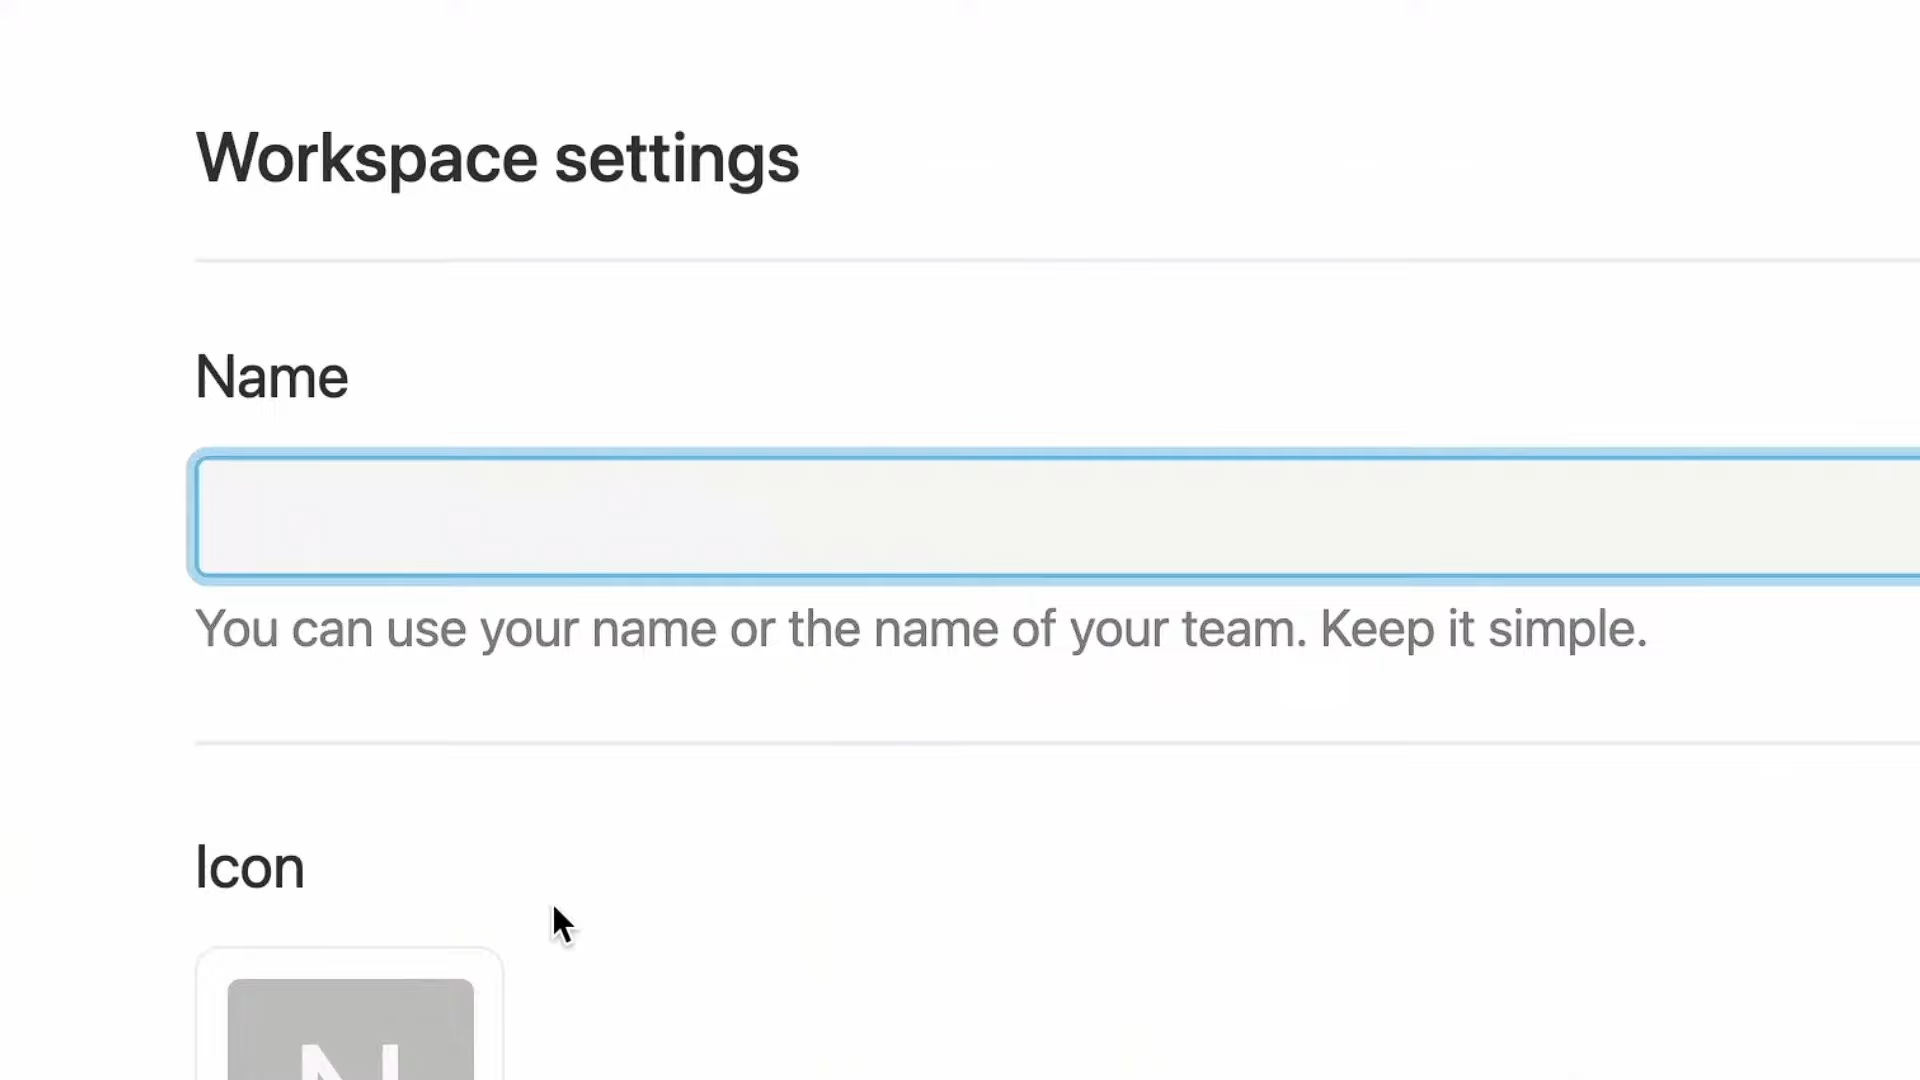 Workspace settings
Name
You can use your name or the name of your team. Keep it simple.
Icon
N